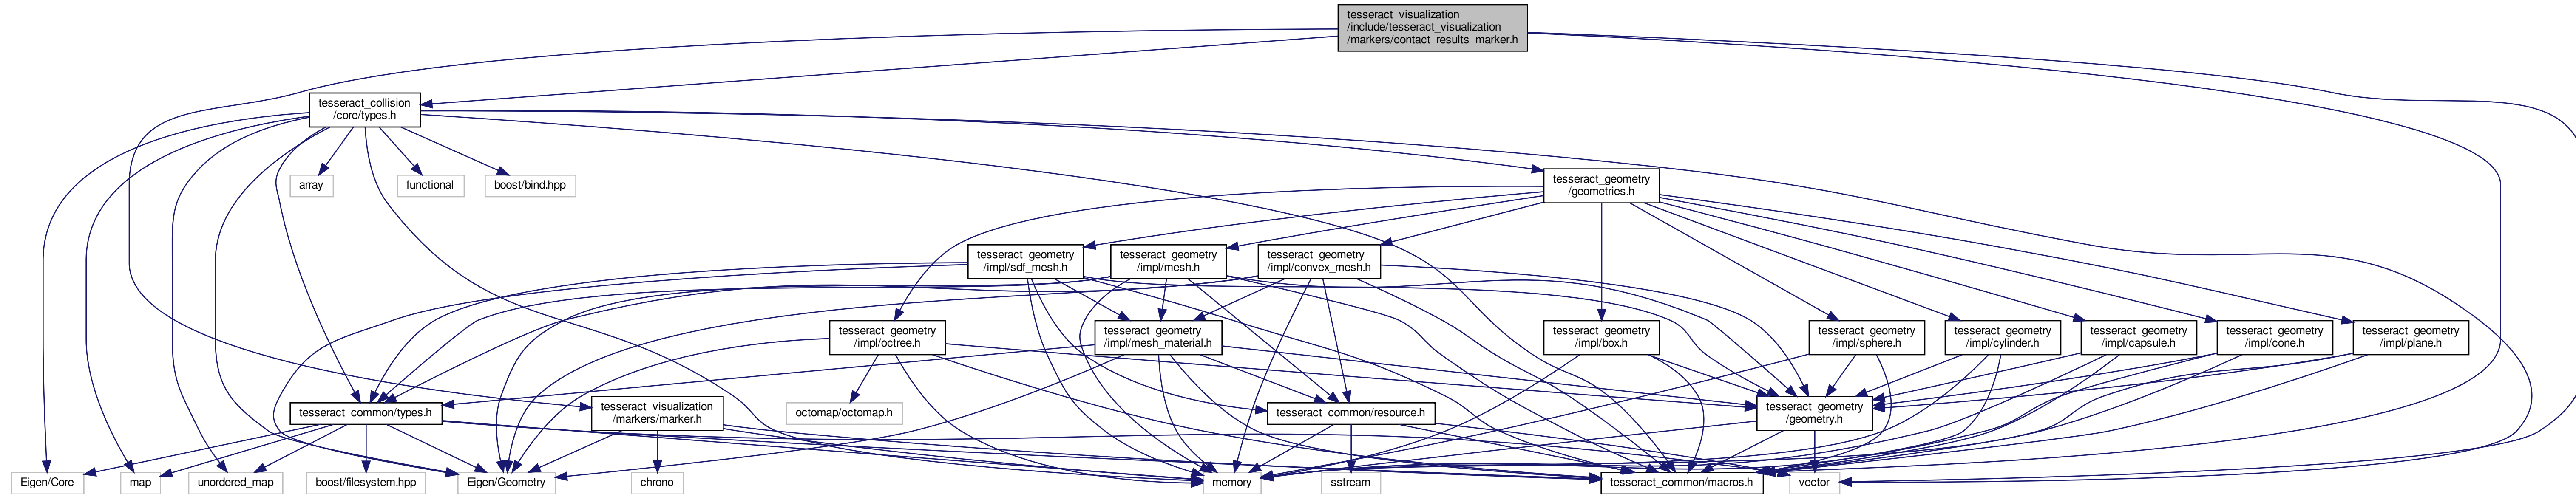 tesseract_visualization
/include/tesseract_visualization
/markers/contact_results_marker.h
tesseract_collision
/core/types.h
array
functional
boost/bind.hpp
tesseract_geometry
/geometries.h
tesseract_geometry
/impl/sdf_mesh.h
tesseract_geometry
/impl/mesh.h
tesseract_geometry
/impl/convex_mesh.h
tesseract_geometry
/impl/octree.h
tesseract_geometry
/impl/mesh_material.h
tesseract_geometry
/impl/box.h
tesseract_geometry
/impl/sphere.h
tesseract_geometry
/impl/cylinder.h
tesseract_geometry
/impl/capsule.h
tesseract_geometry
/impl/cone.h
tesseract_geometry
/impl/plane.h
tesseract_common/types.h
tesseract_visualization
/markers/marker.h
octomap/octomap.h
tesseract_common/resource.h
tesseract_geometry
/geometry.h
Eigen/Core
map
unordered_map
boost/filesystem.hpp
Eigen/Geometry
chrono
memory
sstream
tesseract_common/macros.h
vector